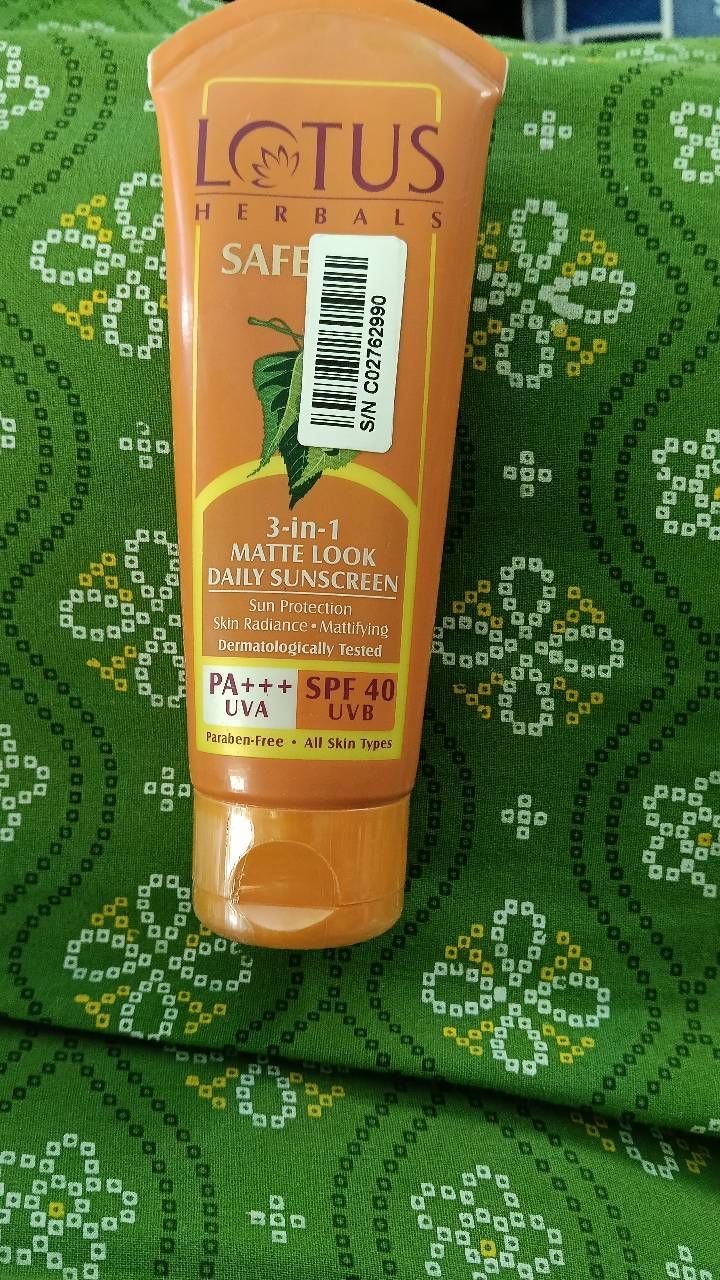 LOTUS
HERBALS
SAFE
S/N C02762990
3-in-1
MATTE LOOK
DAILY SUNSCREEN
Sun Protection
Skin Radiance • Mattifying
Dermatologically Tested
PA+++ SPF 40
UVA UVB
Paraben-Free • All Skin Types